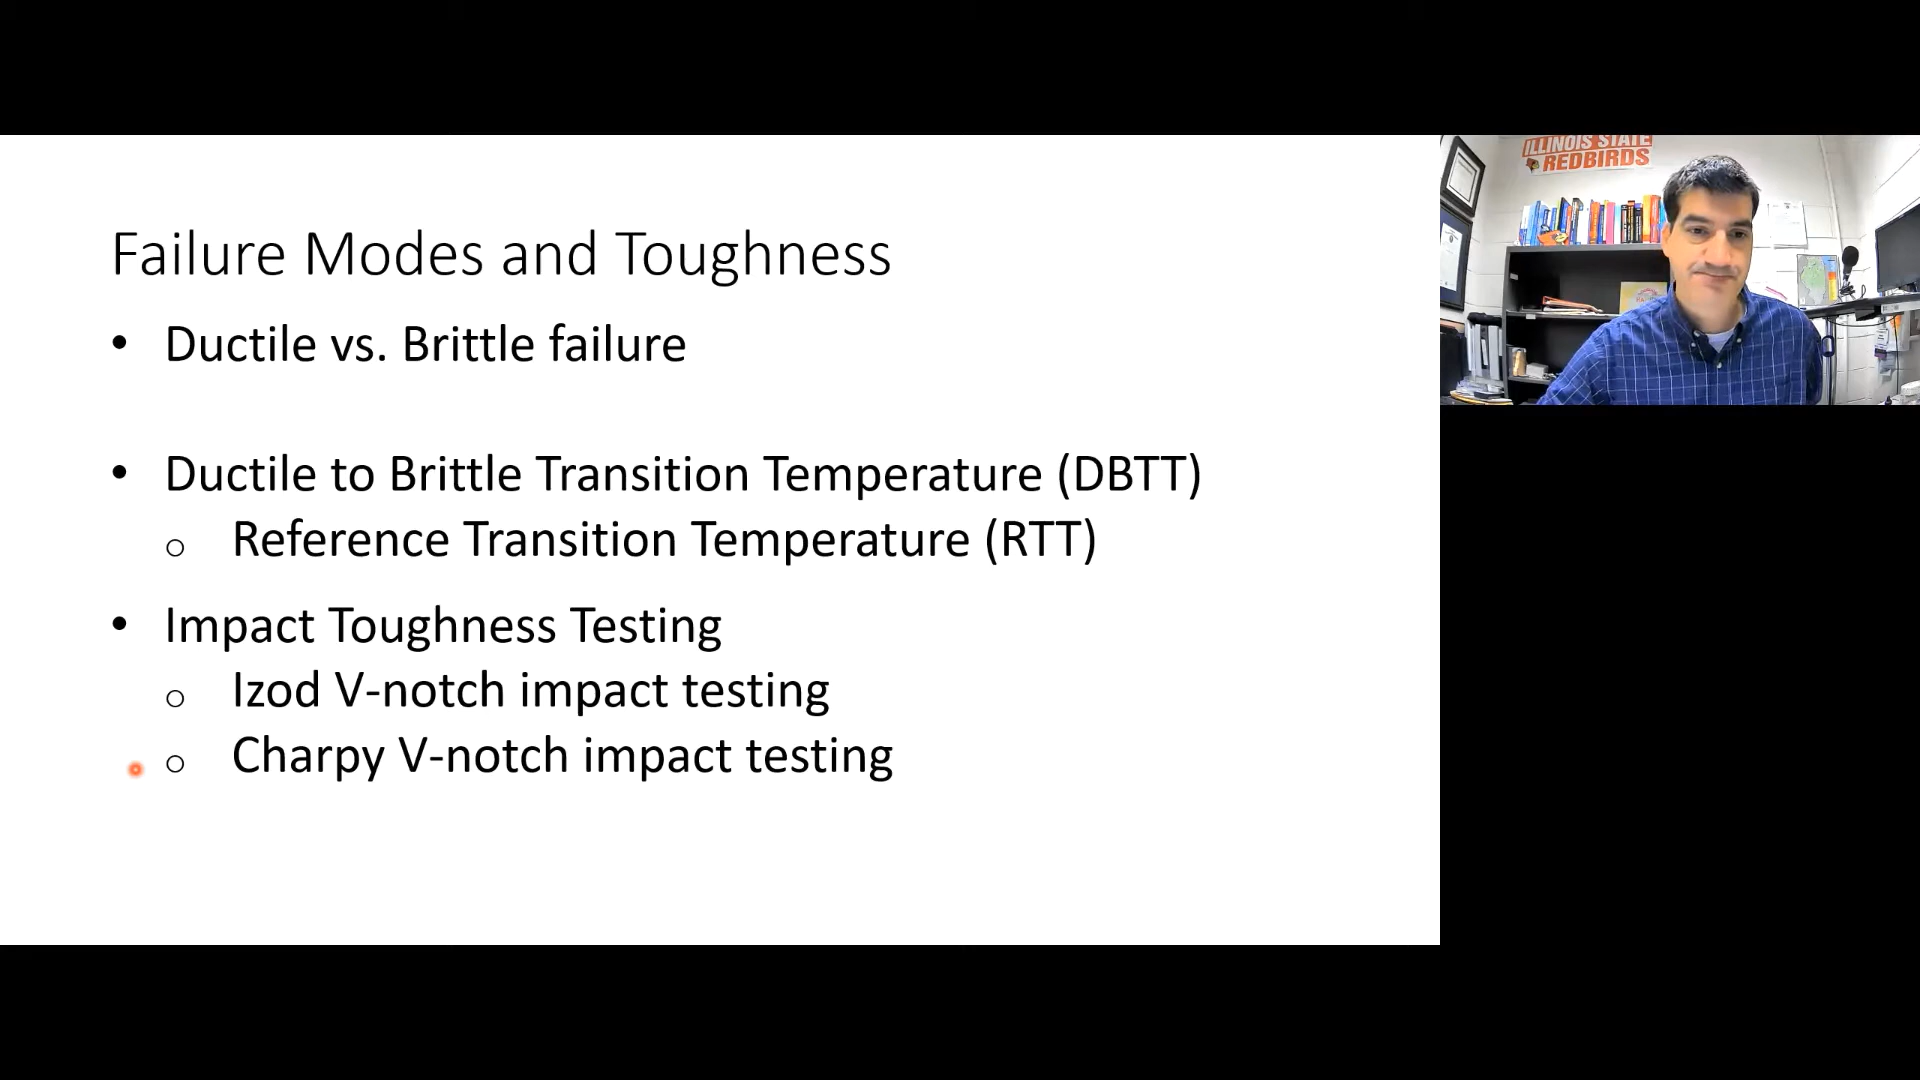 Failure Modes and Toughness
• Ductile vs. Brittle failure
• Ductile to Brittle Transition Temperature (DBTT)
o Reference Transition Temperature (RTT)
• Impact Toughness Testing
o Izod V-notch impact testing
o Charpy V-notch impact testing
ILLINOIS STATE
REDBIRDS